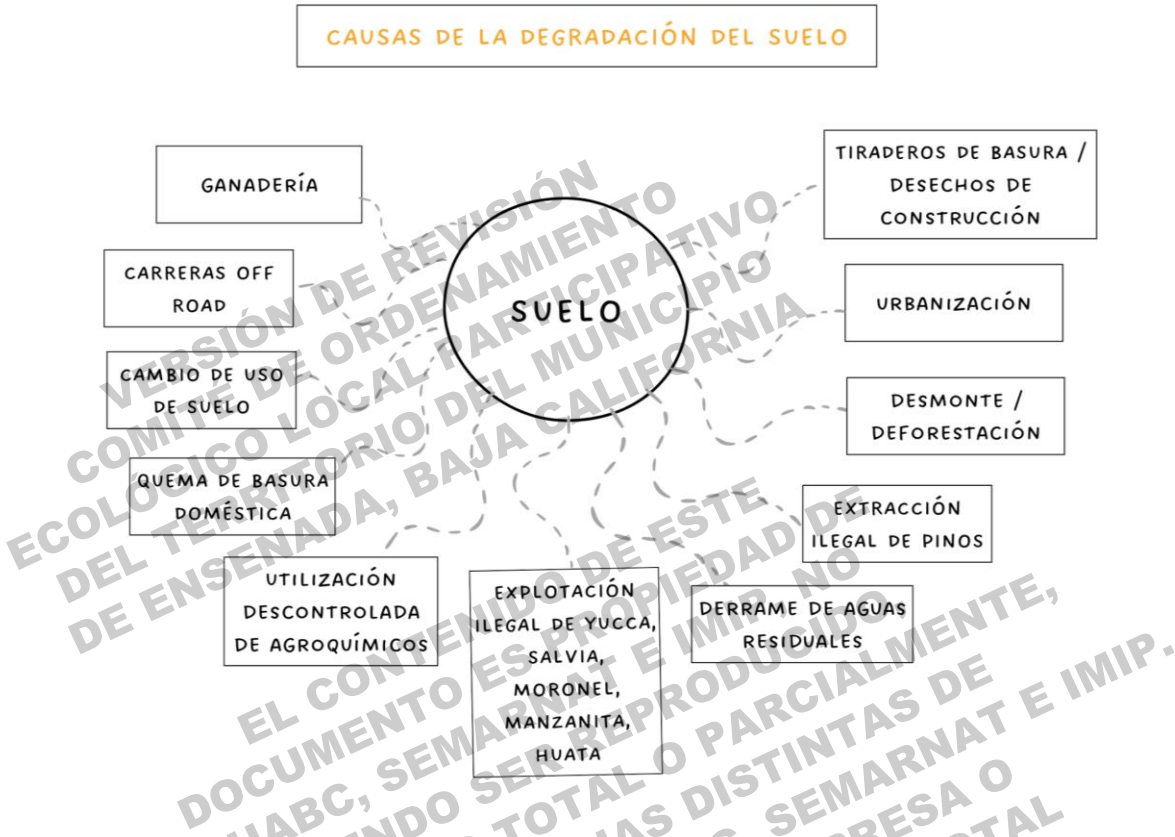 CAUSAS DE LA DEGRADACIÓN DEL SUELO
GANADERÍA
CARRERAS OFF
ROAD
CAMBIO DE USO
DE SUELO
QUEMA DE BASURA
DOMÉSTICA
UTILIZACIÓN
DESCONTROLADA
DE AGROQUÍMICOS
SUELO
EXPLOTACIÓN
ILEGAL DE YUCCA,
SALVIA,
MORONEL,
MANZANITA,
HUATA
TIRADEROS DE BASURA /
DESECHOS DE
CONSTRUCCIÓN
URBANIZACIÓN
DESMONTE /
DEFORESTACIÓN
EXTRACCIÓN
ILEGAL DE PINOS
DERRAME DE AGUAS
RESIDUALES
VERSIÓN DE REVISIÓN
COMITÉ DE ORDENAMIENTO
ECOLÓGICO LOCAL PARTICIPATIVO
DEL TERRITORIO DEL MUNICIPIO
DE ENSENADA, BAJA CALIFORNIA
EL CONTENIDO DE ESTE
DOCUMENTO ES PROPIEDAD DE
UABC, SEMARNAT E IMIP. NO
SER REPRODUCIDO
TOTAL O PARCIALMENTE,
DISTINTAS DE
SEMARNAT E IMIP.